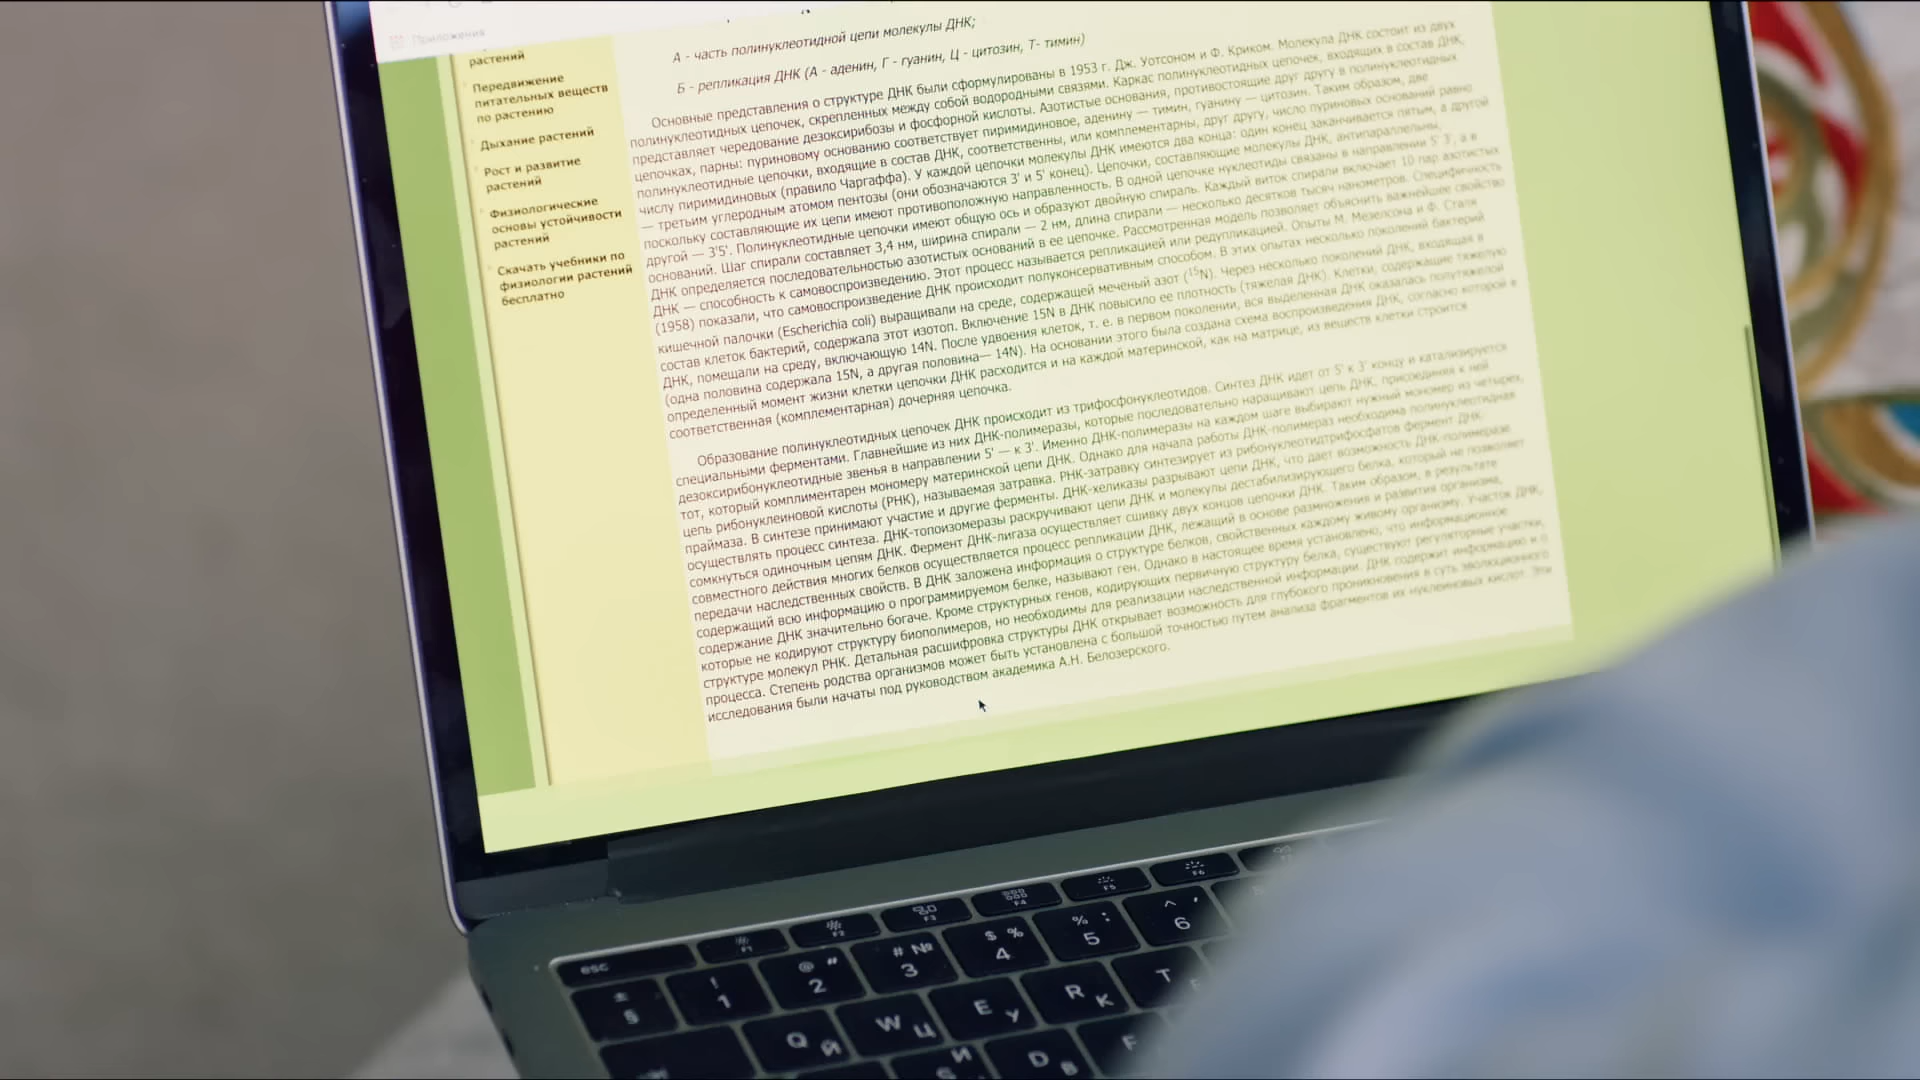 Приложения
растений
Передвижение
питательных веществ
по растению
Дыхание растений
Рост и развитие
растений
Физиологические
основы устойчивости
растений
Скачать учебники по
физиологии растений
бесплатно
А - часть полинуклеотидной цепи молекулы ДНК;
Б - репликация ДНК (А - аденин, Г - гуанин, Ц - цитозин, Т- тимин)
Основные представления о структуре ДНК были сформулированы в 1953 г. Дж. Уотсоном и Ф. Криком. Молекула ДНК состоит из двух
полинуклеотидных цепочек, скрепленных между собой водородными связями. Каркас полинуклеотидных цепочек, входящих в состав ДНК,
представляет чередование дезоксирибозы и фосфорной кислоты. Азотистые основания, противостоящие друг другу в полинуклеотидных
цепочках, парны: пуриновому основанию соответствует пиримидиновое, аденину — тимин, гуанину — цитозин. Таким образом, две
полинуклеотидные цепочки, входящие в состав ДНК, соответственны, или комплементарны, друг другу, число пуриновых оснований равно
числу пиримидиновых (правило Чаргаффа). У каждой цепочки молекулы ДНК имеются два конца: один конец заканчивается пятым, а другой
— третьим углеродным атомом пентозы (они обозначаются 3' и 5' конец). Цепочки, составляющие молекулы ДНК, антипараллельны,
поскольку составляющие их цепи имеют противоположную направленность. В одной цепочке нуклеотиды связаны в направлении 5' 3', а в
другой — 3'5'. Полинуклеотидные цепочки имеют общую ось и образуют двойную спираль. Каждый виток спирали включает 10 пар азотистых
оснований. Шаг спирали составляет 3,4 нм, ширина спирали — 2 нм, длина спирали — несколько десятков тысяч нанометров. Специфичность
ДНК определяется последовательностью азотистых оснований в ее цепочке. Рассмотренная модель позволяет объяснить важнейшее свойство
ДНК — способность к самовоспроизведению. Этот процесс называется репликацией или редупликацией. Опыты М. Мезелсона и Ф. Сталя
(1958) показали, что самовоспроизведение ДНК происходит полуконсервативным способом. В этих опытах несколько поколений бактерий
кишечной палочки (Escherichia coli) выращивали на среде, содержащей меченый азот (15N). Через несколько поколений ДНК, входящая в
состав клеток бактерий, содержала этот изотоп. Включение 15N в ДНК повысило ее плотность (тяжелая ДНК). Клетки, содержащие тяжелую
ДНК, помещали на среду, включающую 14N. После удвоения клеток, т. е. в первом поколении, вся выделенная ДНК оказалась полутяжелой
(одна половина содержала 15N, а другая половина— 14N). На основании этого была создана схема воспроизведения ДНК, согласно которой в
определенный момент жизни клетки цепочки ДНК расходится и на каждой материнской, как на матрице, из веществ клетки строится
соответственная (комплементарная) дочерняя цепочка.
Образование полинуклеотидных цепочек ДНК происходит из трифосфонуклеотидов. Синтез ДНК идет от 5' к 3' концу и катализируется
специальными ферментами. Главнейшие из них ДНК-полимеразы, которые последовательно наращивают цепь ДНК, присоединяя к ней
дезоксирибонуклеотидные звенья в направлении 5' — к 3'. Именно ДНК-полимеразы на каждом шаге выбирают нужный мономер из четырех,
тот, который комплиментарен мономеру материнской цепи ДНК. Однако для начала работы ДНК-полимераз необходима полинуклеотидная
цепь рибонуклеиновой кислоты (РНК), называемая затравка. РНК-затравку синтезирует из рибонуклеотидтрифосфатов фермент ДНК
праймаза. В синтезе принимают участие и другие ферменты. ДНК-хеликазы разрывают цепи ДНК, что дает возможность ДНК-полимеразе
осуществлять процесс синтеза. ДНК-топоизомеразы раскручивают цепи ДНК и молекулы дестабилизирующего белка, который не позволяет
сомкнуться одиночным цепям ДНК. Фермент ДНК-лигаза осуществляет сшивку двух концов цепочки ДНК. Таким образом, в результате
совместного действия многих белков осуществляется процесс репликации ДНК, лежащий в основе размножения и развития организма,
передачи наследственных свойств. В ДНК заложена информация о структуре белков, свойственных каждому живому организму. Участок ДНК,
содержащий всю информацию о программируемом белке, называют ген. Однако в настоящее время установлено, что информационное
содержание ДНК значительно богаче. Кроме структурных генов, кодирующих первичную структуру белка, существуют регуляторные участки,
которые не кодируют структуру биополимеров, но необходимы для реализации наследственной информации. ДНК содержит информацию и о
структуре молекул РНК. Детальная расшифровка структуры ДНК открывает возможность для глубокого проникновения в суть эволюционного
процесса. Степень родства организмов может быть установлена с большой точностью путем анализа фрагментов их нуклеиновых кислот. Эти
исследования были начаты под руководством академика А.Н. Белозерского.
esc F1 F2 F3 F4 F5 F6
± § ! 1 @ " 2 # № 3 $ % 4 % : 5 ^ , 6
Q Й W Ц E У R К T
S D В F